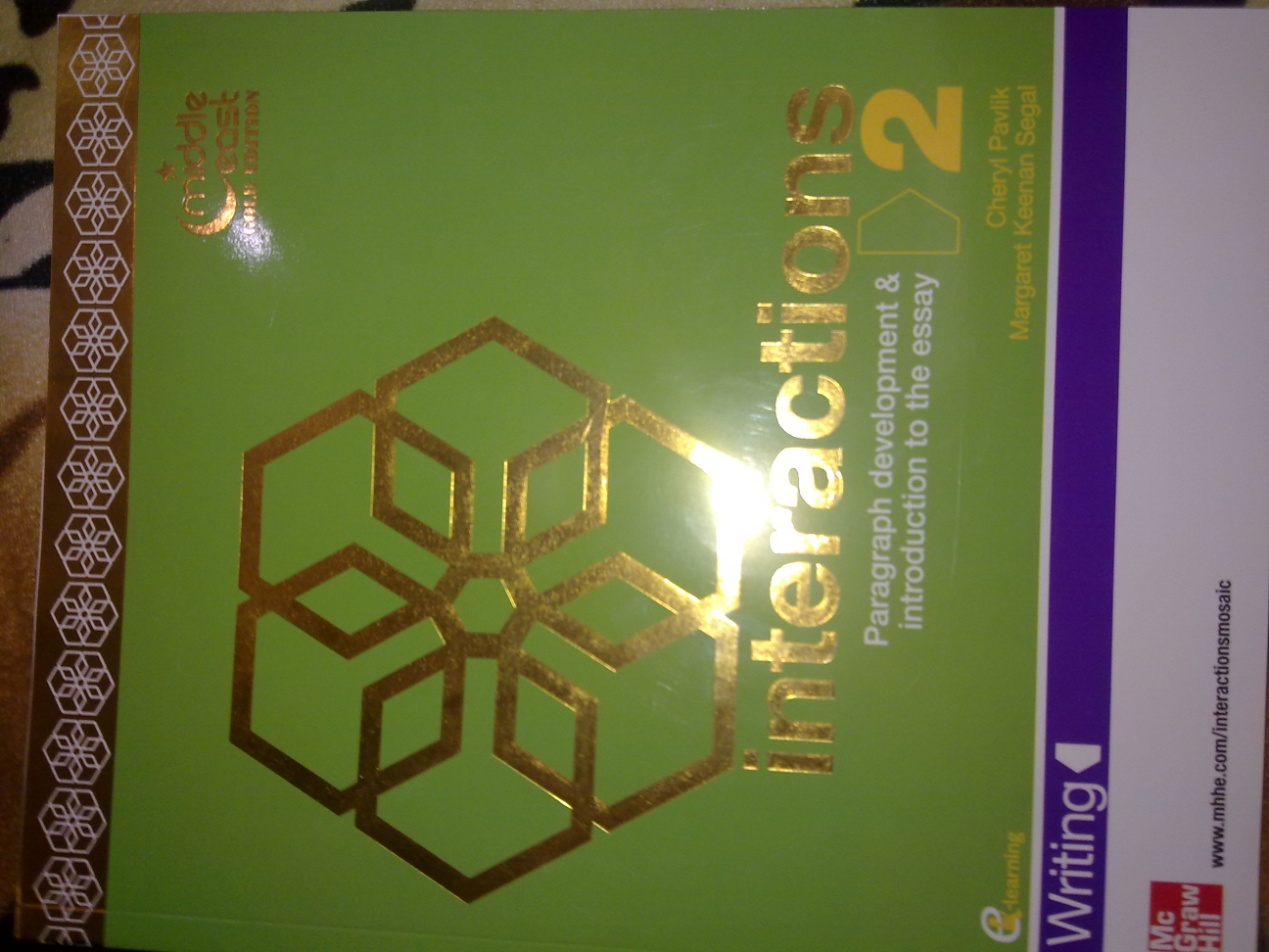 middle
east
GOLD EDITION
interactions
2
Paragraph development &
introduction to the essay
Cheryl Pavlik
Margaret Keenan Segal
e-learning
Writing
Mc
Graw
Hill
www.mhhe.com/interactionsmosaic